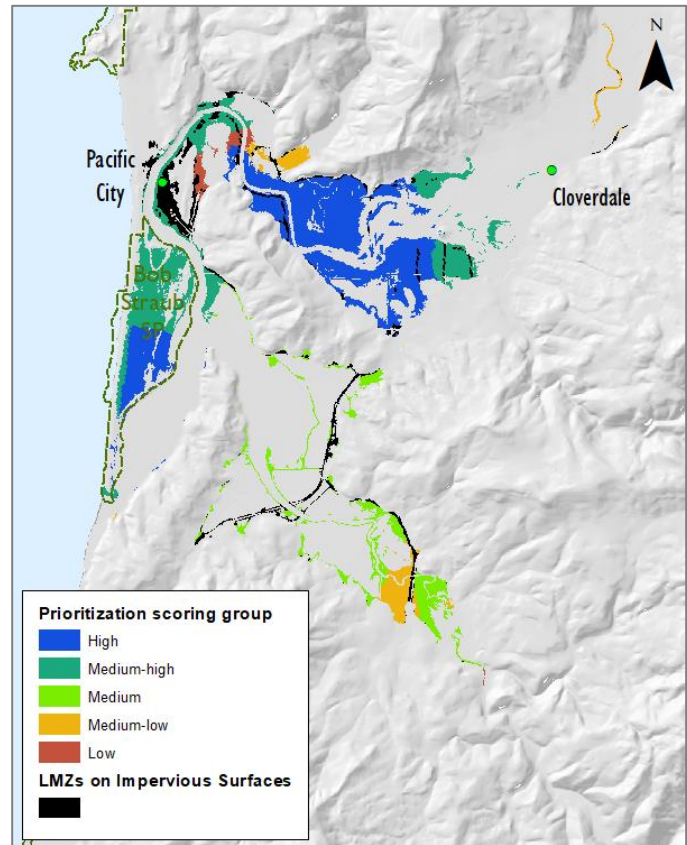 N
Pacific
City
Cloverdale
Bob
Straub
SP
Prioritization scoring group
High
Medium-high
Medium
Medium-low
Low
LMZs on Impervious Surfaces